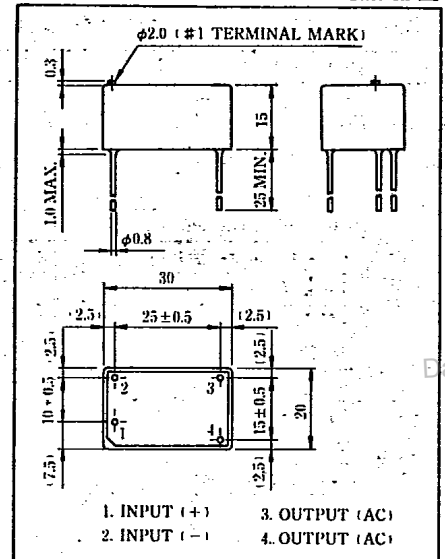 φ2.0 (#1 TERMINAL MARK)
0.3
15
1.0 MAX.
25 MIN.
φ0.8
30
(2.5) 25±0.5 (2.5)
(2.5) (2.5)
2 3
10±0.5 15±0.5 20
1 4
(7.5) (2.5)
1. INPUT (+) 3. OUTPUT (AC)
2. INPUT (−) 4. OUTPUT (AC)